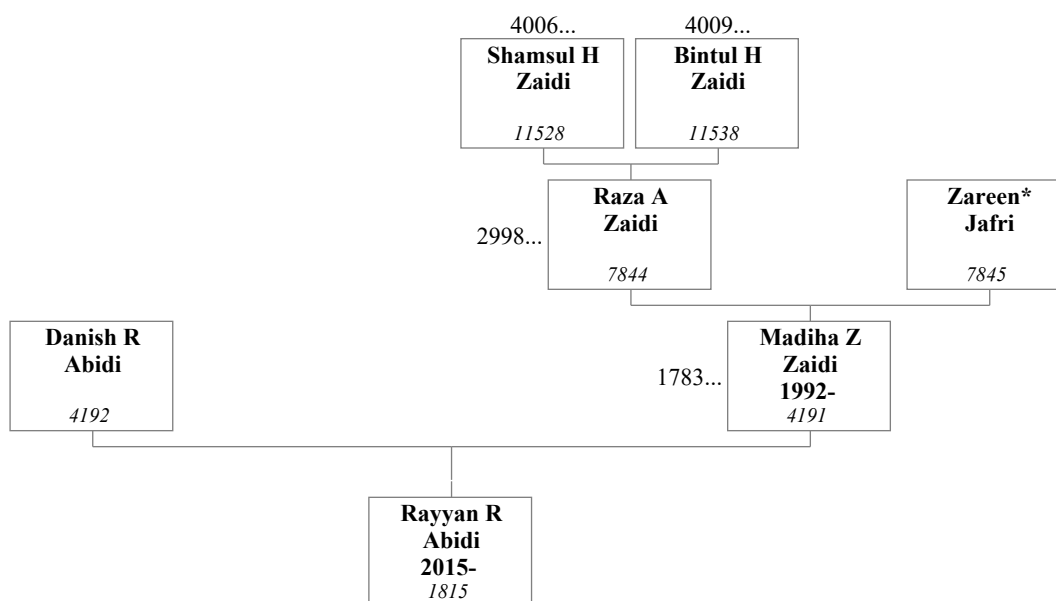 4006...
4009...
Shamsul H
Zaidi
11528
Bintul H
Zaidi
11538
2998...
Raza A
Zaidi
7844
Zareen*
Jafri
7845
Danish R
Abidi
4192
1783...
Madiha Z
Zaidi
1992-
4191
Rayyan R
Abidi
2015-
1815